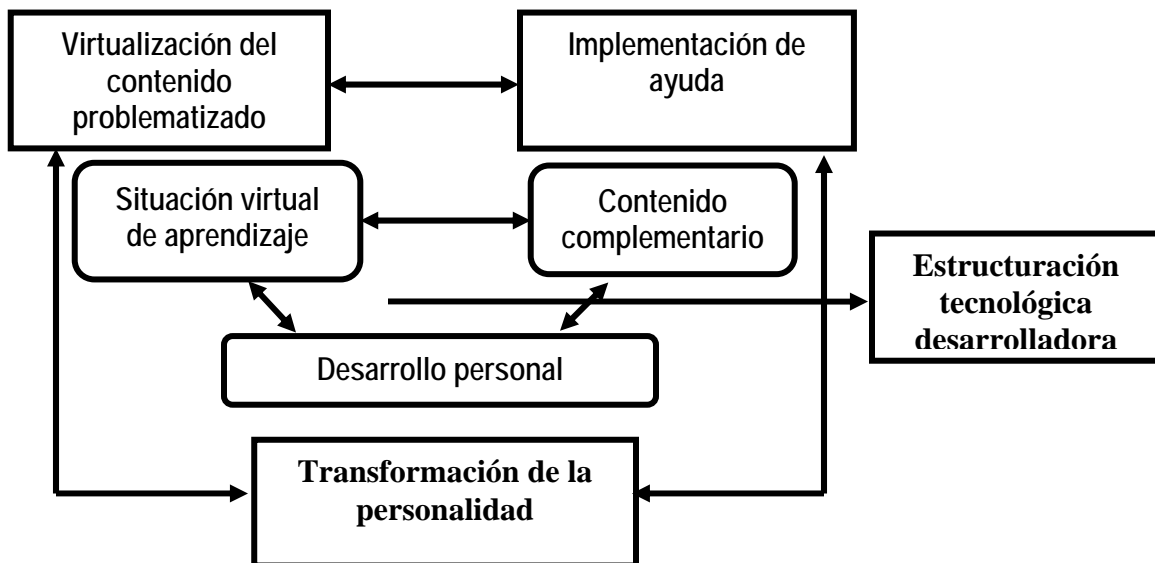 Virtualización del
contenido
problematizado
Implementación de
ayuda
Situación virtual
de aprendizaje
Contenido
complementario
Estructuración
tecnológica
desarrolladora
Desarrollo personal
Transformación de la
personalidad